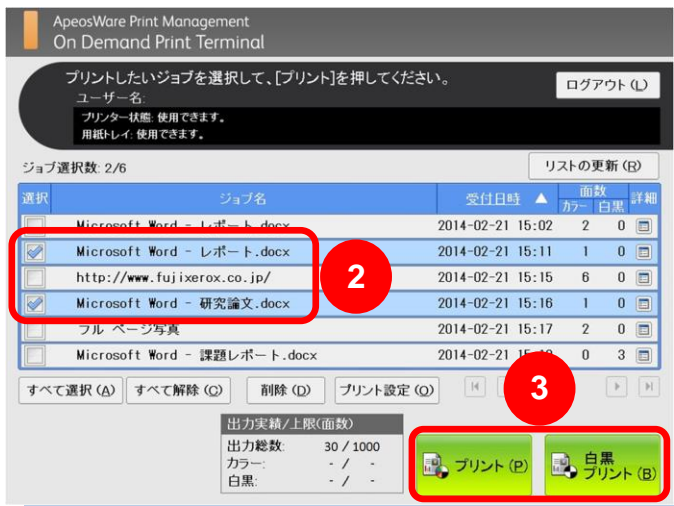 ApeosWare Print Management
On Demand Print Terminal
プリントしたいジョブを選択して、[プリント]を押してください。
ログアウト (L)
ユーザー名:
プリンター状態: 使用できます。
用紙トレイ: 使用できます。
ジョブ選択数: 2/6
リストの更新 (R)
選択 ジョブ名 受付日時 ▲ 面数 カラー 白黒 詳細
Microsoft Word - レポート.docx 2014-02-21 15:02 2 0
Microsoft Word - レポート.docx 2014-02-21 15:11 1 0
http://www.fujixerox.co.jp/ 2014-02-21 15:15 6 0
Microsoft Word - 研究論文.docx 2014-02-21 15:16 1 0
フル ページ写真 2014-02-21 15:17 2 0
Microsoft Word - 課題レポート.docx 2014-02-21 0 3
2
3
すべて選択 (A) すべて解除 (C) 削除 (D) プリント設定 (O)
出力実績/上限(面数)
出力総数: 30 / 1000
カラー: - / -
白黒: - / -
プリント (P)
白黒
プリント (B)